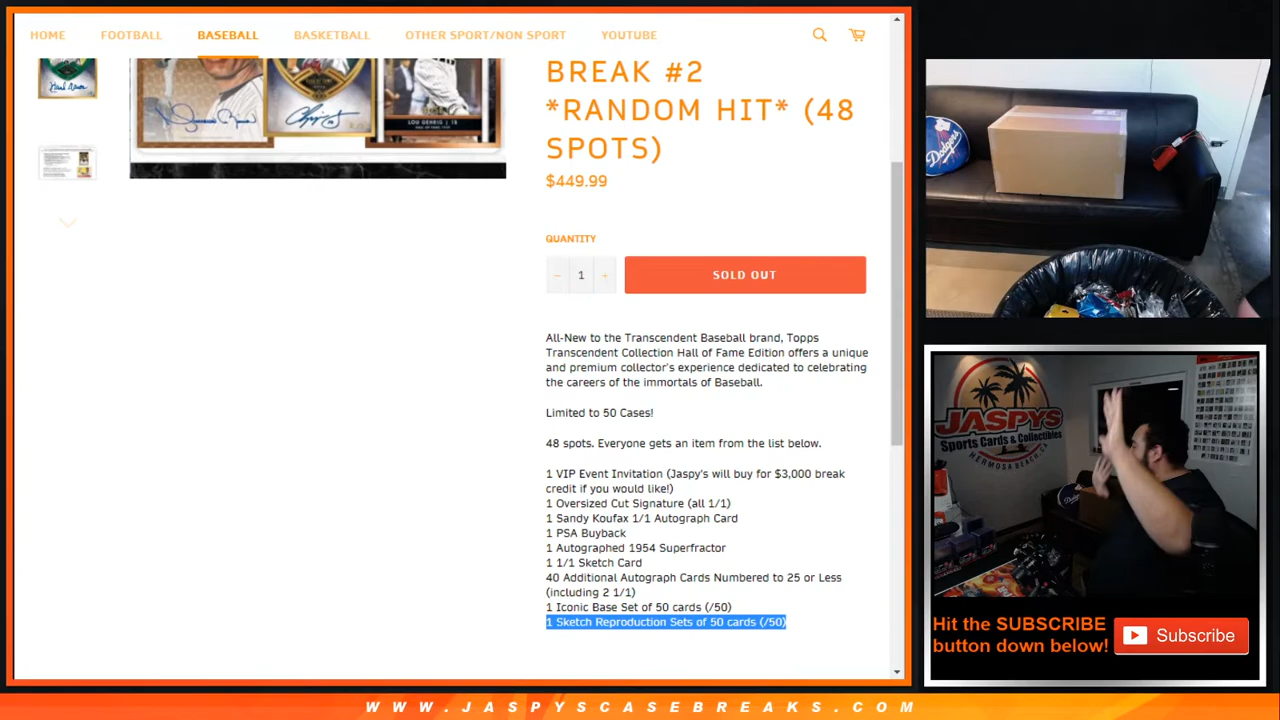 HOME FOOTBALL BASEBALL BASKETBALL OTHER SPORT/NON SPORT YOUTUBE
BREAK #2
*RANDOM HIT* (48
SPOTS)
$449.99
LOU GEHRIG
QUANTITY
− 1 +
SOLD OUT
All-New to the Transcendent Baseball brand, Topps
Transcendent Collection Hall of Fame Edition offers a unique
and premium collector's experience dedicated to celebrating
the careers of the immortals of Baseball.
Limited to 50 Cases!
48 spots. Everyone gets an item from the list below.
1 VIP Event Invitation (Jaspy's will buy for $3,000 break
credit if you would like!)
1 Oversized Cut Signature (all 1/1)
1 Sandy Koufax 1/1 Autograph Card
1 PSA Buyback
1 Autographed 1954 Superfractor
1 1/1 Sketch Card
40 Additional Autograph Cards Numbered to 25 or Less
(including 2 1/1)
1 Iconic Base Set of 50 cards (/50)
1 Sketch Reproduction Sets of 50 cards (/50)
Dodgers
JASPYS
Sports Cards & Collectibles
HERMOSA BEACH, CA
Hit the SUBSCRIBE
button down below!
Subscribe
WWW.JASPYSCASEBREAKS.COM